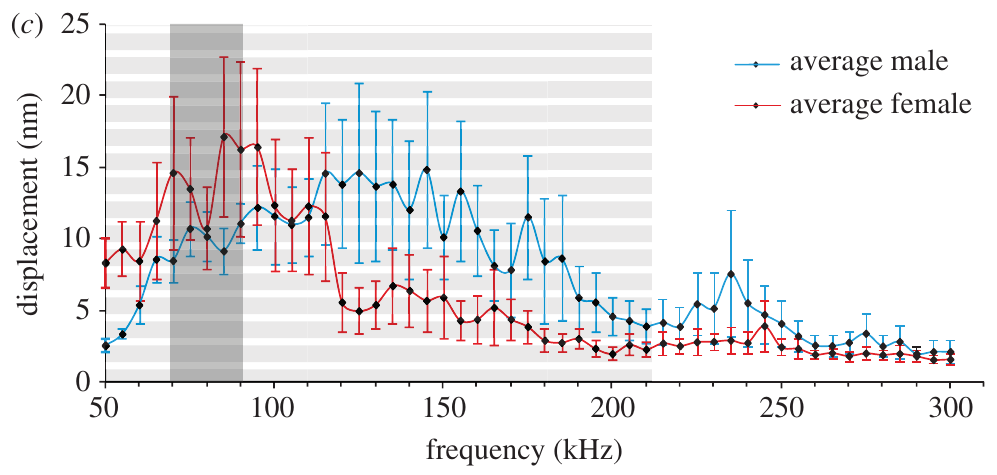 (c)
25
20
15
10
5
0
displacement (nm)
50 100 150 200 250 300
frequency (kHz)
average male
average female